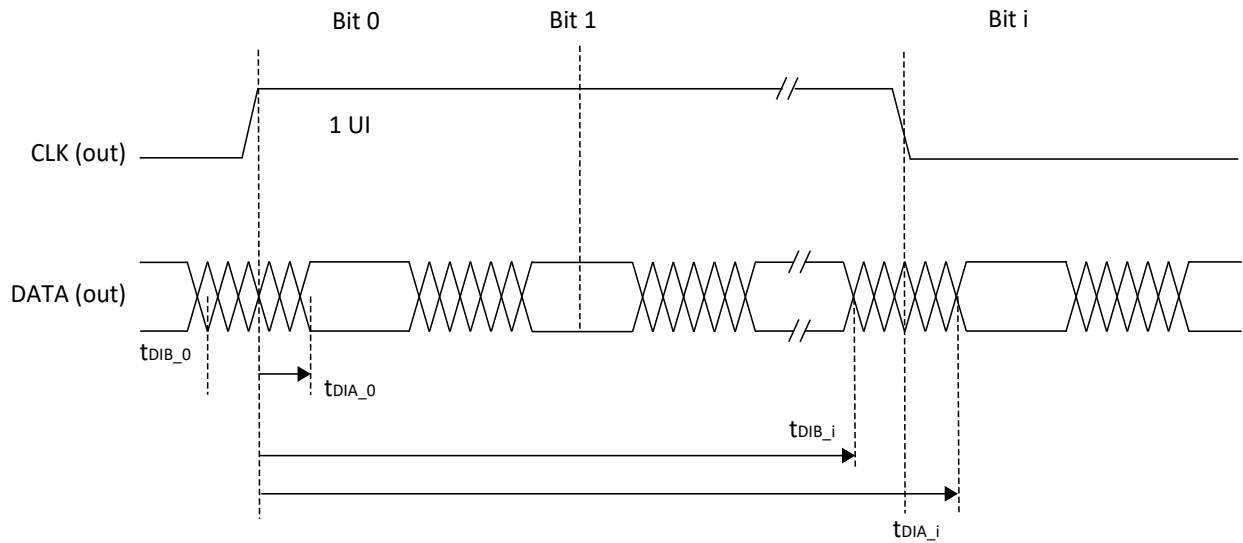 Bit 0 Bit 1 Bit i
1 UI
CLK (out)
DATA (out)
tDIB_0
tDIA_0
tDIB_i
tDIA_i